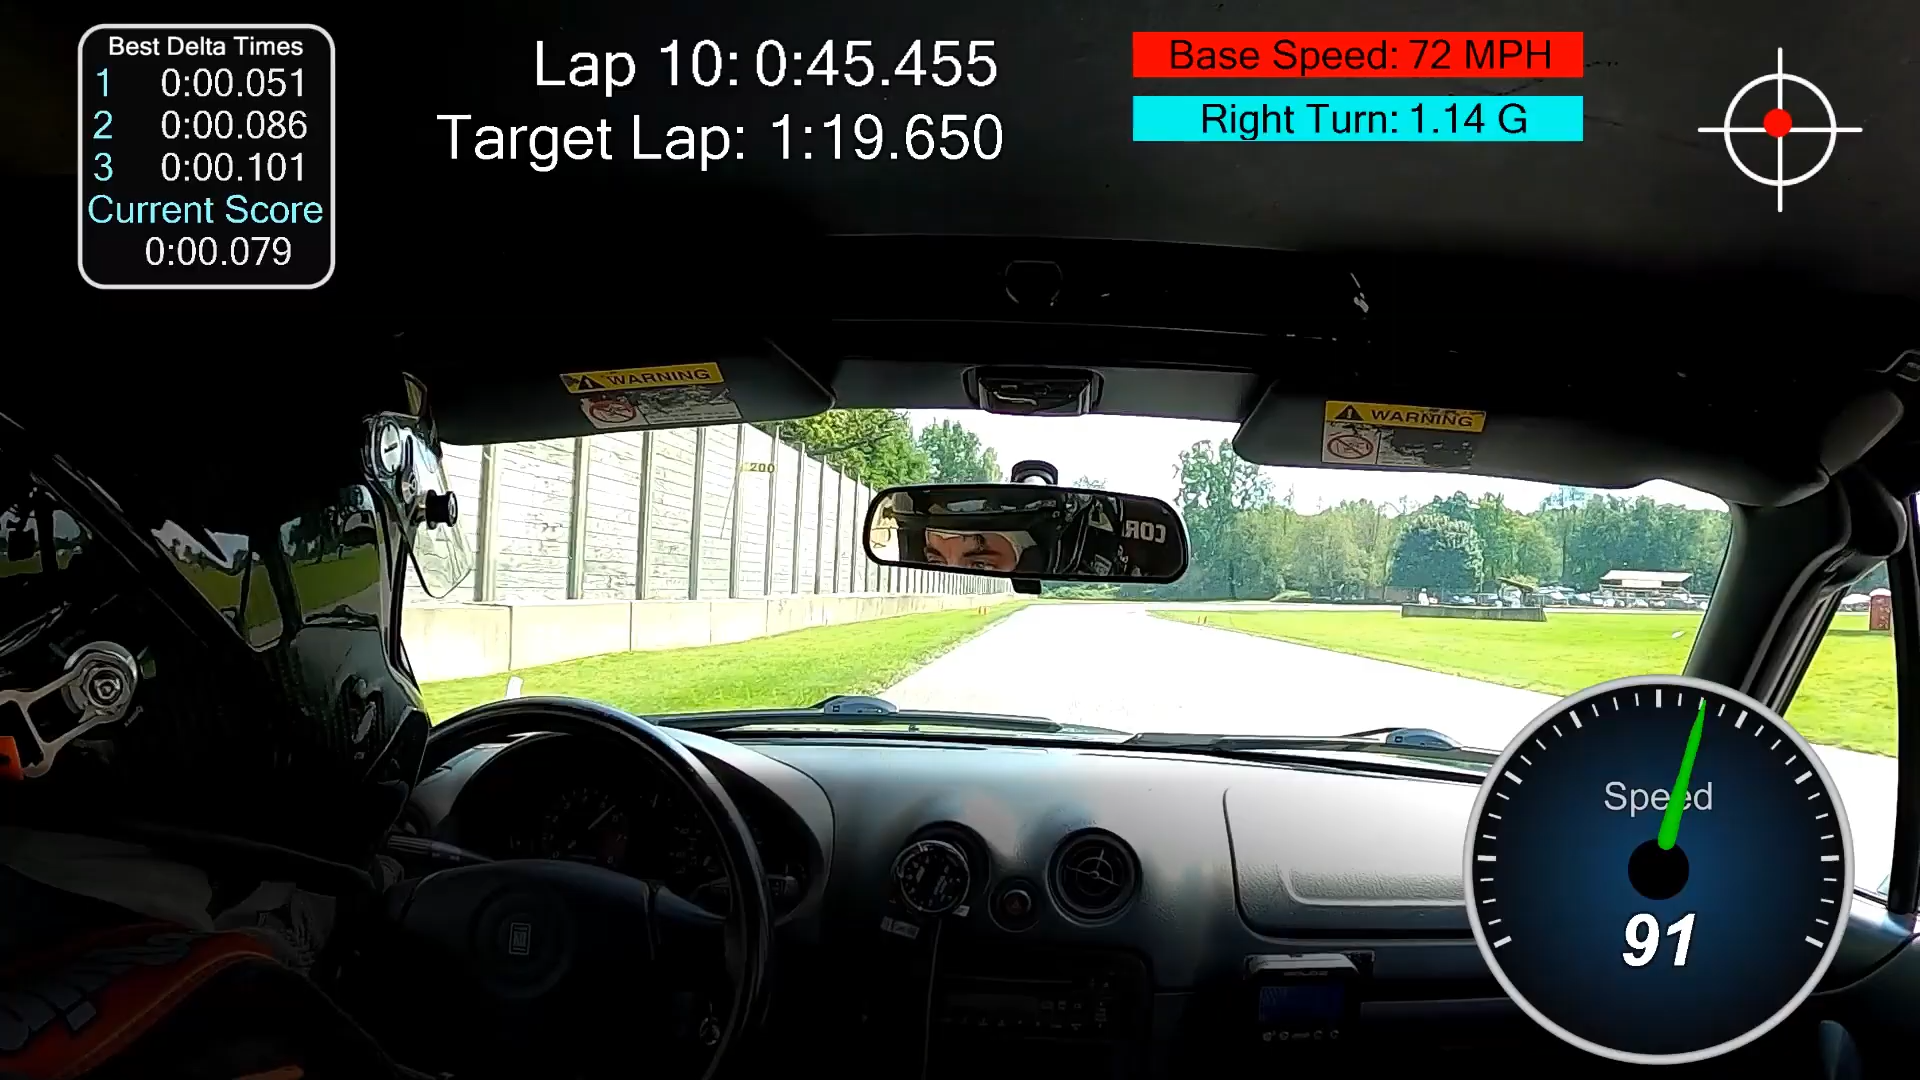 Best Delta Times
1 0:00.051
2 0:00.086
3 0:00.101
Current Score
0:00.079
Lap 10: 0:45.455
Target Lap: 1:19.650
Base Speed: 72 MPH
Right Turn: 1.14 G
WARNING
WARNING
200
COR
Speed
91